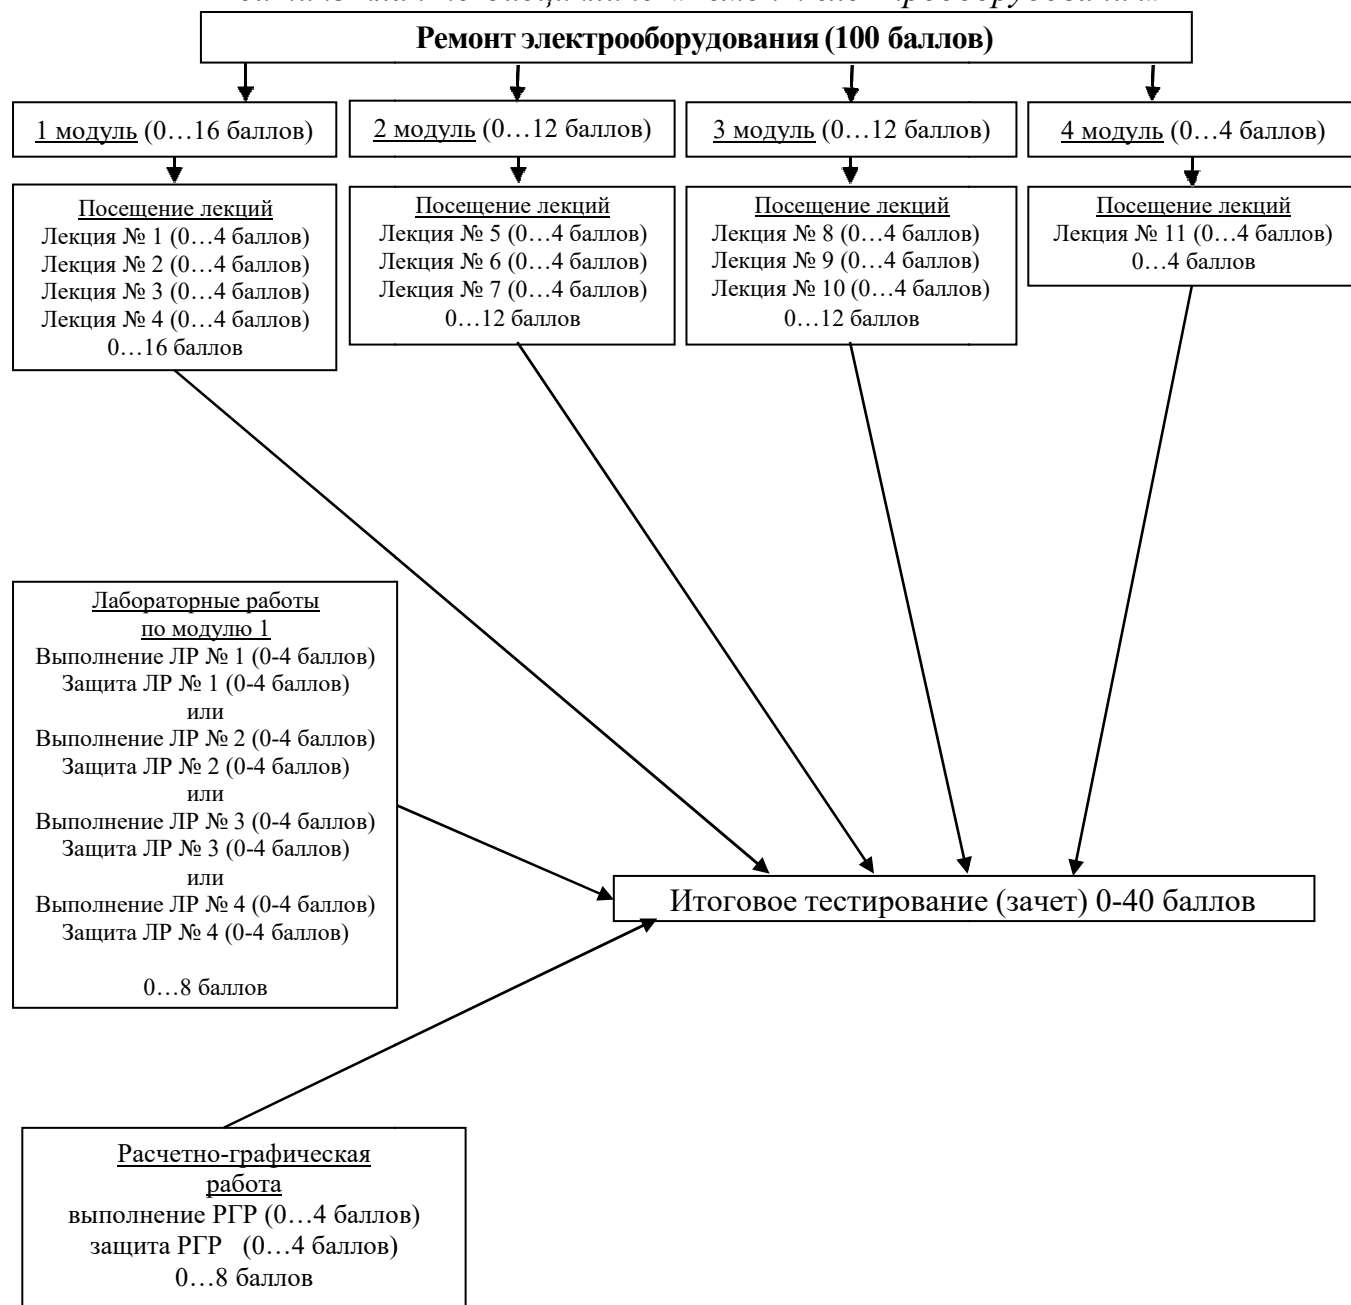 Ремонт электрооборудования (100 баллов)
1 модуль (0…16 баллов)
2 модуль (0…12 баллов)
3 модуль (0…12 баллов)
4 модуль (0…4 баллов)
Посещение лекций
Лекция № 1 (0…4 баллов)
Лекция № 2 (0…4 баллов)
Лекция № 3 (0…4 баллов)
Лекция № 4 (0…4 баллов)
0…16 баллов
Посещение лекций
Лекция № 5 (0…4 баллов)
Лекция № 6 (0…4 баллов)
Лекция № 7 (0…4 баллов)
0…12 баллов
Посещение лекций
Лекция № 8 (0…4 баллов)
Лекция № 9 (0…4 баллов)
Лекция № 10 (0…4 баллов)
0…12 баллов
Посещение лекций
Лекция № 11 (0…4 баллов)
0…4 баллов
Лабораторные работы
по модулю 1
Выполнение ЛР № 1 (0-4 баллов)
Защита ЛР № 1 (0-4 баллов)
или
Выполнение ЛР № 2 (0-4 баллов)
Защита ЛР № 2 (0-4 баллов)
или
Выполнение ЛР № 3 (0-4 баллов)
Защита ЛР № 3 (0-4 баллов)
или
Выполнение ЛР № 4 (0-4 баллов)
Защита ЛР № 4 (0-4 баллов)
0…8 баллов
Итоговое тестирование (зачет) 0-40 баллов
Расчетно-графическая
работа
выполнение РГР (0…4 баллов)
защита РГР (0…4 баллов)
0…8 баллов